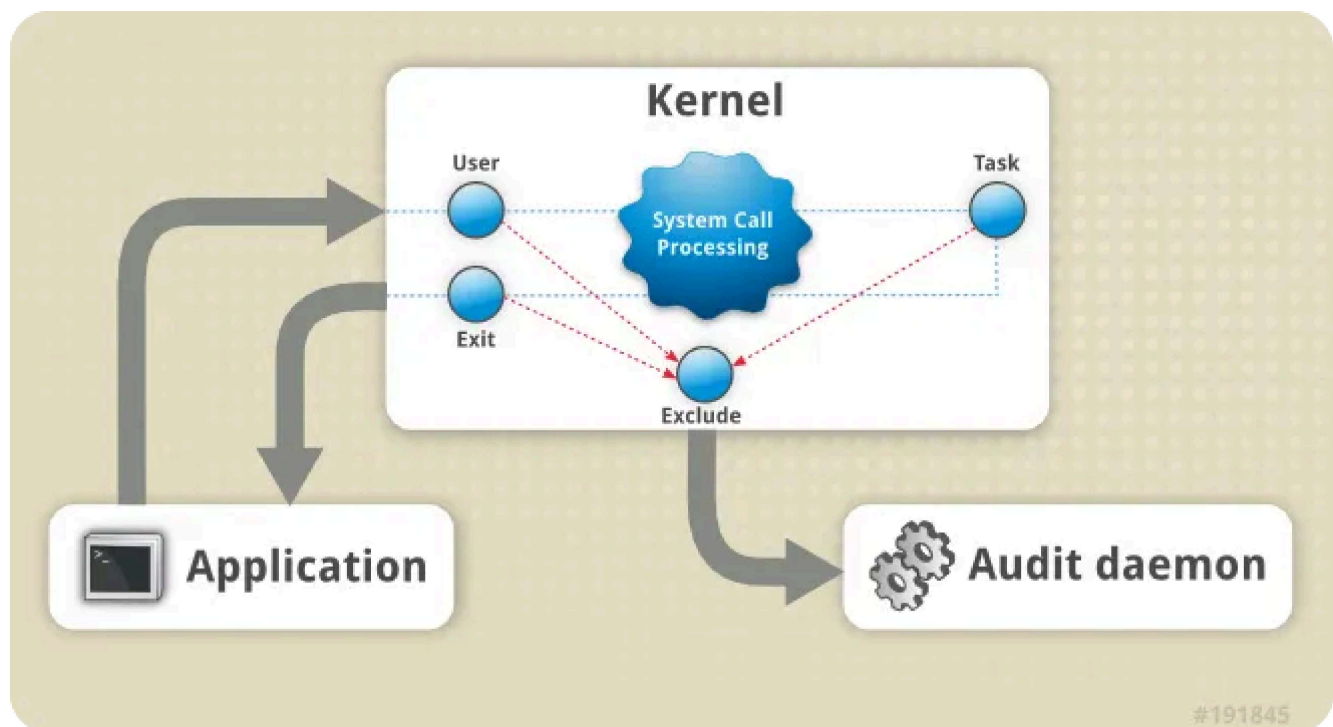 Kernel
User
Task
System Call
Processing
Exit
Exclude
>_
Application
Audit daemon
#191845